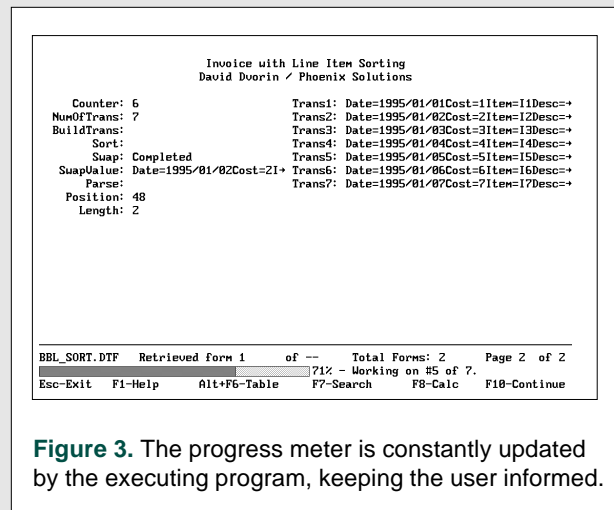 Invoice with Line Item Sorting
David Dvorin / Phoenix Solutions
Counter: 6 Trans1: Date=1995/01/01Cost=1Item=I1Desc=→
NumOfTrans: 7 Trans2: Date=1995/01/02Cost=2Item=I2Desc=→
BuildTrans: Trans3: Date=1995/01/03Cost=3Item=I3Desc=→
Sort: Trans4: Date=1995/01/04Cost=4Item=I4Desc=→
Swap: Completed Trans5: Date=1995/01/05Cost=5Item=I5Desc=→
SwapValue: Date=1995/01/02Cost=2I→ Trans6: Date=1995/01/06Cost=6Item=I6Desc=→
Parse: Trans7: Date=1995/01/07Cost=7Item=I7Desc=→
Position: 48
Length: 2
BBL_SORT.DTF Retrieved form 1 of -- Total Forms: 2 Page 2 of 2
71% - Working on #5 of 7.
Esc-Exit F1-Help Alt+F6-Table F7-Search F8-Calc F10-Continue
Figure 3. The progress meter is constantly updated
by the executing program, keeping the user informed.